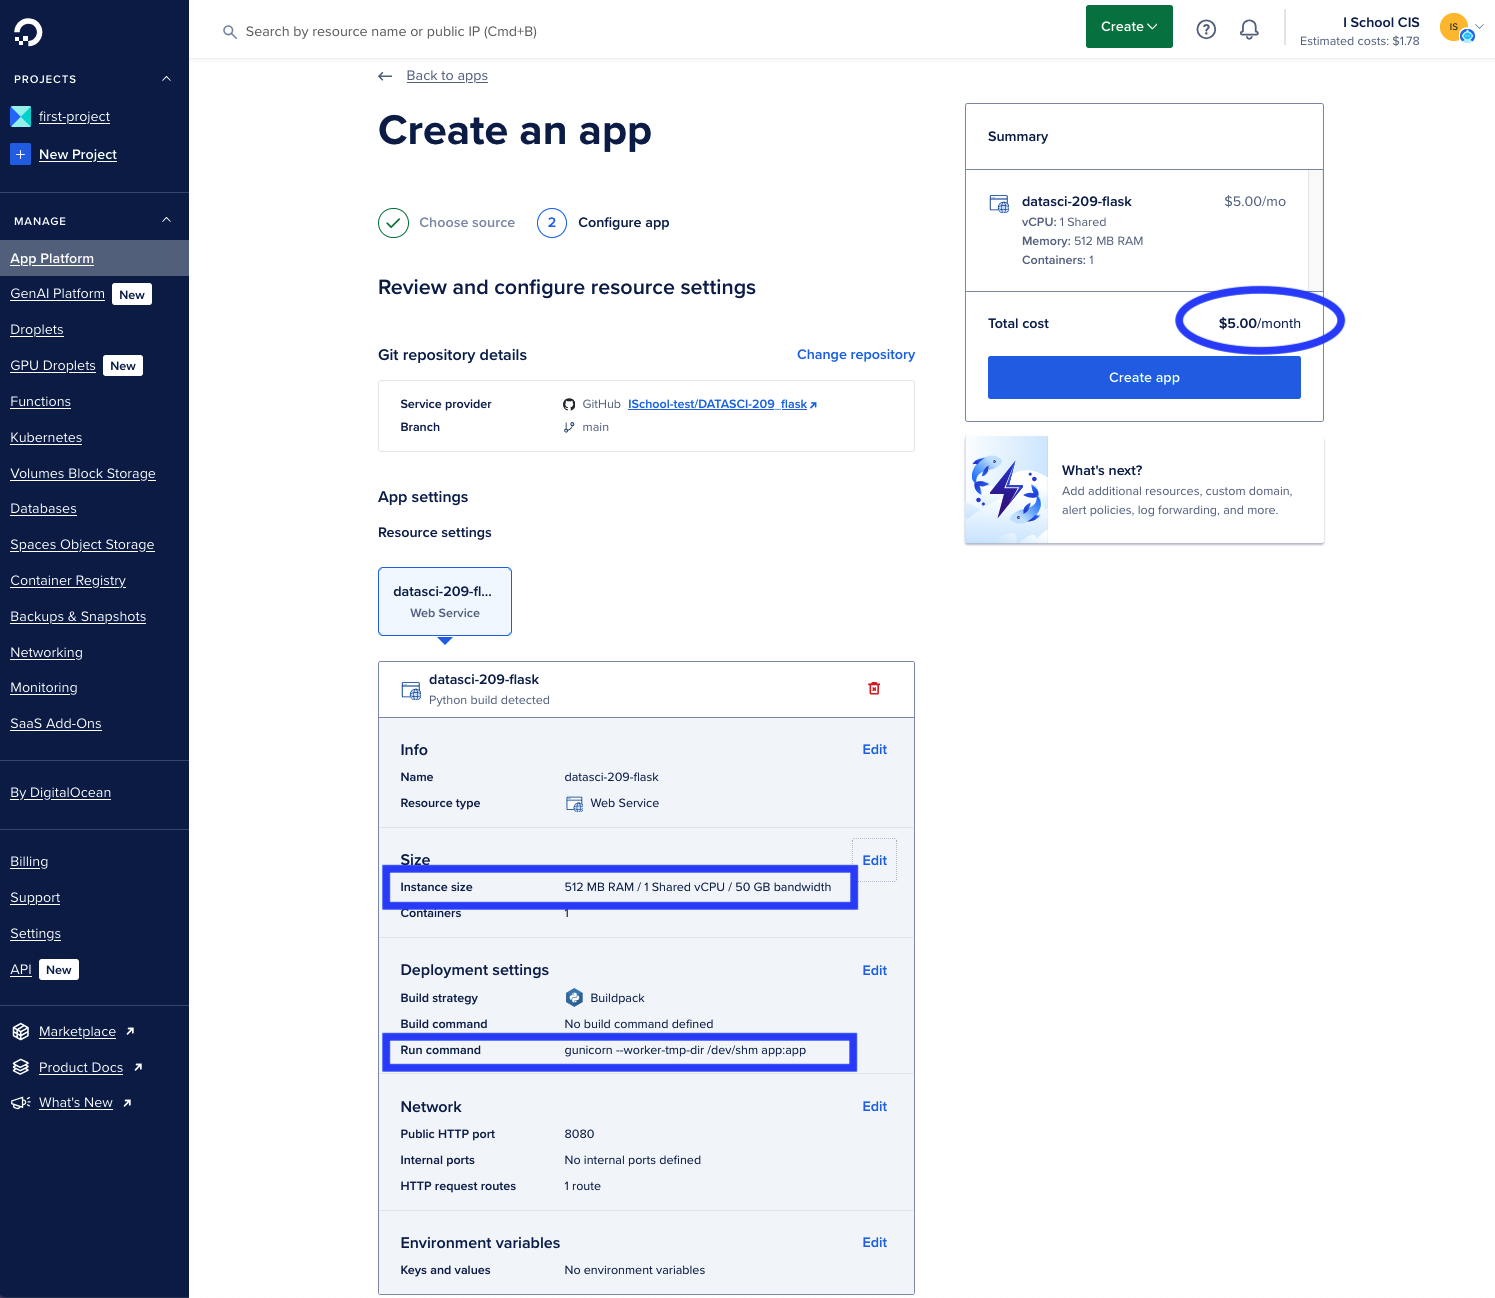 Search by resource name or public IP (Cmd+B)
Create
I School CIS
Estimated costs: $1.78
IS
PROJECTS
first-project
New Project
MANAGE
App Platform
GenAI Platform New
Droplets
GPU Droplets New
Functions
Kubernetes
Volumes Block Storage
Databases
Spaces Object Storage
Container Registry
Backups & Snapshots
Networking
Monitoring
SaaS Add-Ons
By DigitalOcean
Billing
Support
Settings
API New
Marketplace
Product Docs
What's New
Back to apps
Create an app
Choose source
2 Configure app
Review and configure resource settings
Git repository details Change repository
Service provider GitHub ISchool-test/DATASCI-209_flask
Branch main
App settings
Resource settings
datasci-209-fl...
Web Service
datasci-209-flask
Python build detected
Info Edit
Name datasci-209-flask
Resource type Web Service
Size Edit
Instance size 512 MB RAM / 1 Shared vCPU / 50 GB bandwidth
Containers 1
Deployment settings Edit
Build strategy Buildpack
Build command No build command defined
Run command gunicorn --worker-tmp-dir /dev/shm app:app
Network Edit
Public HTTP port 8080
Internal ports No internal ports defined
HTTP request routes 1 route
Environment variables Edit
Keys and values No environment variables
Summary
datasci-209-flask $5.00/mo
vCPU: 1 Shared
Memory: 512 MB RAM
Containers: 1
Total cost $5.00/month
Create app
What's next?
Add additional resources, custom domain,
alert policies, log forwarding, and more.